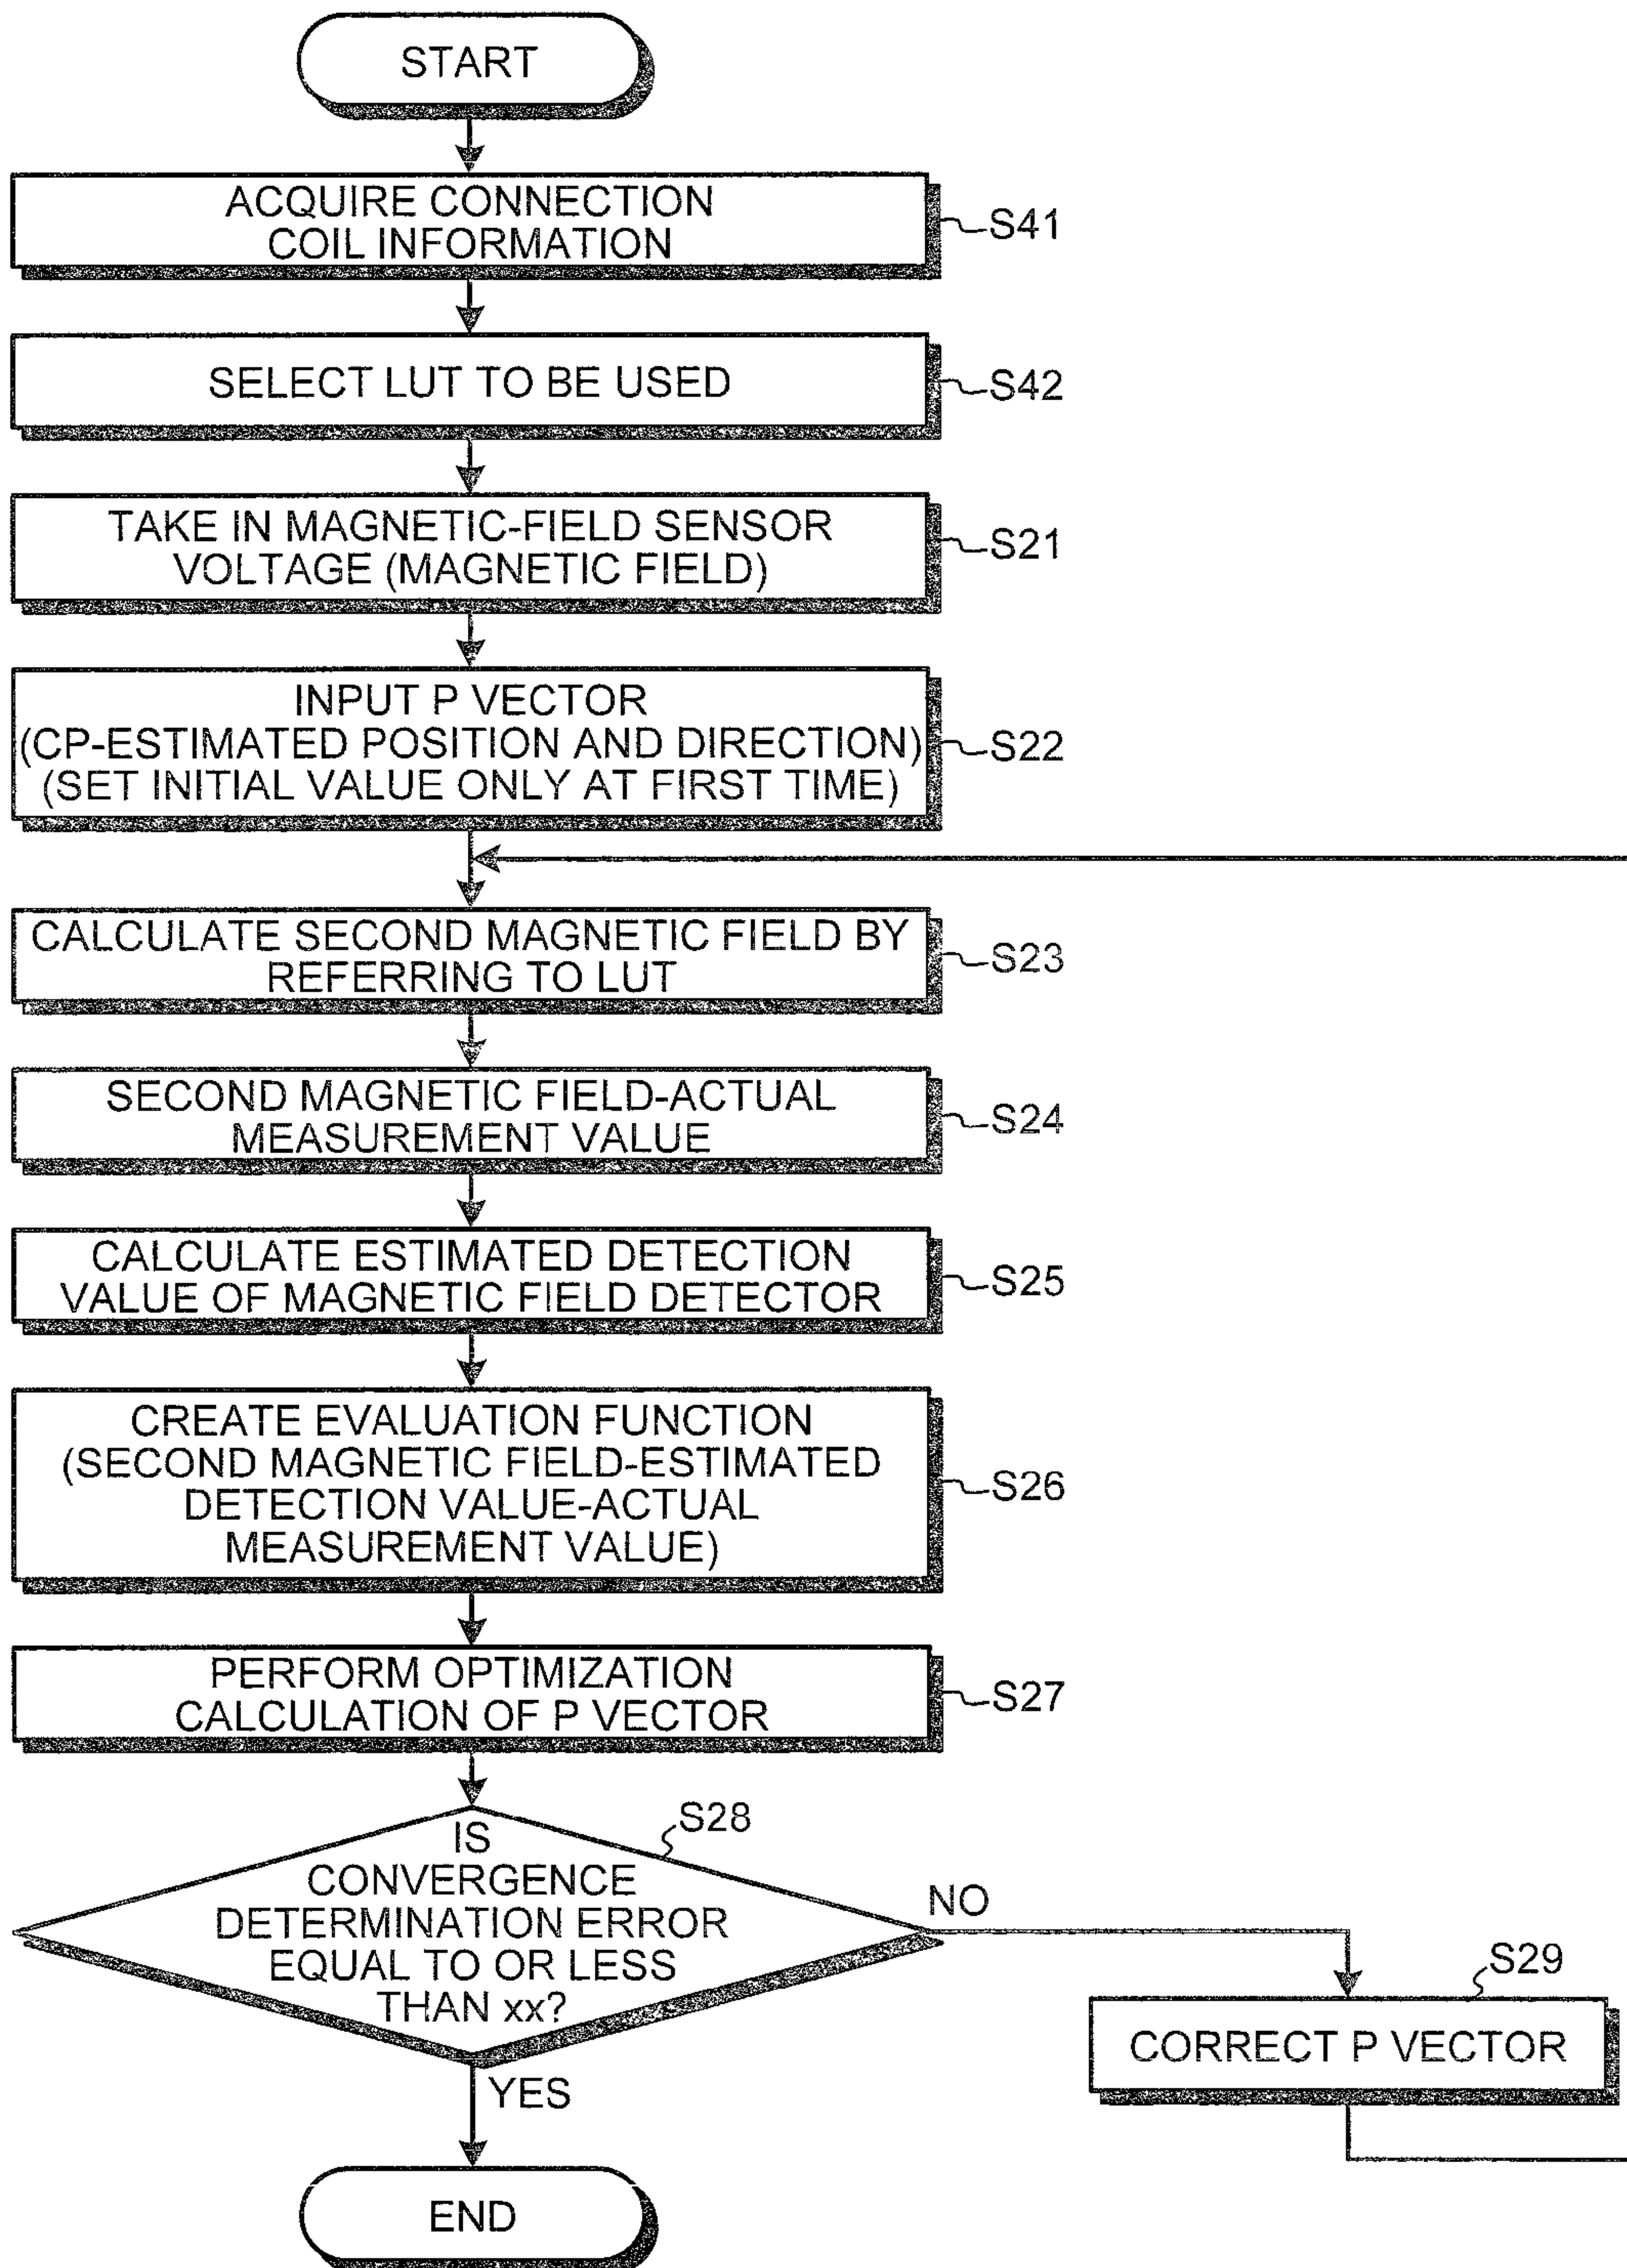 START
ACQUIRE CONNECTION
COIL INFORMATION
S41
SELECT LUT TO BE USED
S42
TAKE IN MAGNETIC-FIELD SENSOR
VOLTAGE (MAGNETIC FIELD)
S21
INPUT P VECTOR
(CP-ESTIMATED POSITION AND DIRECTION)
(SET INITIAL VALUE ONLY AT FIRST TIME)
S22
CALCULATE SECOND MAGNETIC FIELD BY
REFERRING TO LUT
S23
SECOND MAGNETIC FIELD-ACTUAL
MEASUREMENT VALUE
S24
CALCULATE ESTIMATED DETECTION
VALUE OF MAGNETIC FIELD DETECTOR
S25
CREATE EVALUATION FUNCTION
(SECOND MAGNETIC FIELD-ESTIMATED
DETECTION VALUE-ACTUAL
MEASUREMENT VALUE)
S26
PERFORM OPTIMIZATION
CALCULATION OF P VECTOR
S27
S28
IS
CONVERGENCE
DETERMINATION ERROR
EQUAL TO OR LESS
THAN xx?
NO
S29
CORRECT P VECTOR
YES
END